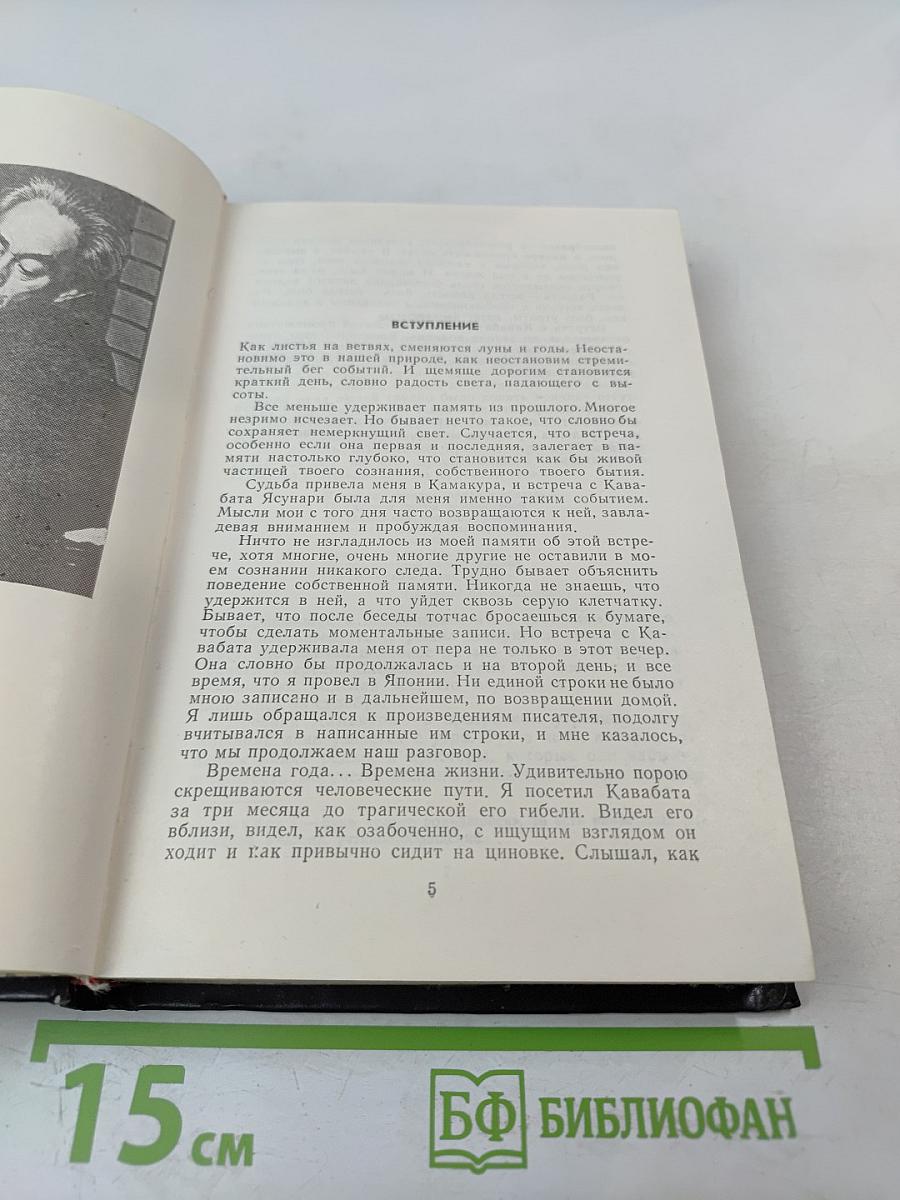 ВСТУПЛЕНИЕ
Как листья на ветвях, сменяются луны и годы. Неоста-
новимо это в нашей природе, как неостановим стреми-
тельный бег событий. И щемяще дорогим становится
краткий день, словно радость света, падающего с вы-
соты.
Все меньше удерживает память из прошлого. Многое
незримо исчезает. Но бывает нечто такое, что словно бы
сохраняет немеркнущий свет. Случается, что встреча,
особенно если она первая и последняя, залегает в па-
мяти настолько глубоко, что становится как бы живой
частицей твоего сознания, собственного твоего бытия.
Судьба привела меня в Камакура, и встреча с Кава-
бата Ясунари была для меня именно таким событием.
Мысли мои с того дня часто возвращаются к ней, завла-
девая вниманием и пробуждая воспоминания.
Ничто не изгладилось из моей памяти об этой встре-
че, хотя многие, очень многие другие не оставили в мо-
ем сознании никакого следа. Трудно бывает объяснить
поведение собственной памяти. Никогда не знаешь, что
удержится в ней, а что уйдет сквозь серую клетчатку.
Бывает, что после беседы тотчас бросаешься к бумаге,
чтобы сделать моментальные записи. Но встреча с Ка-
вабата удерживала меня от пера не только в этот вечер.
Она словно бы продолжалась и на второй день, и все
время, что я провел в Японии. Ни единой строки не было
мною записано и в дальнейшем, по возвращении домой.
Я лишь обращался к произведениям писателя, подолгу
вчитывался в написанные им строки, и мне казалось,
что мы продолжаем наш разговор.
Времена года... Времена жизни. Удивительно порою
скрещиваются человеческие пути. Я посетил Кавабата
за три месяца до трагической его гибели. Видел его
вблизи, видел, как озабоченно, с ищущим взглядом он
ходит и как привычно сидит на циновке. Слышал, как
5
15 см
БФ БИБЛИОФАН